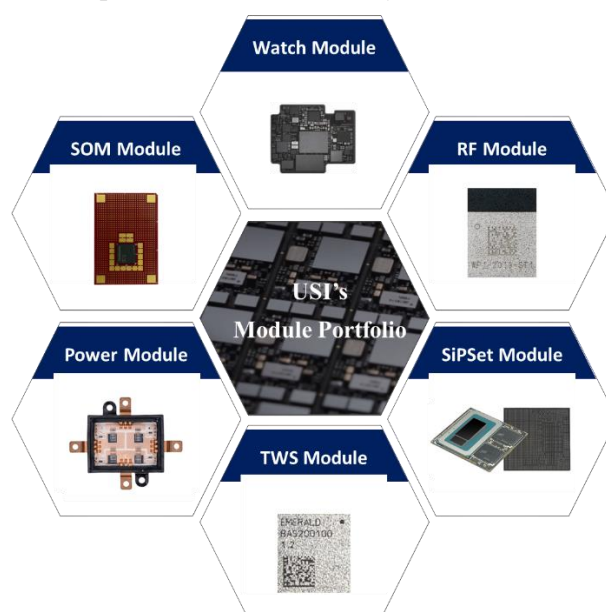 Watch Module
SOM Module
RF Module
USI's
Module Portfolio
Power Module
SiPSet Module
TWS Module
EMERALD
BAS200100
1.2